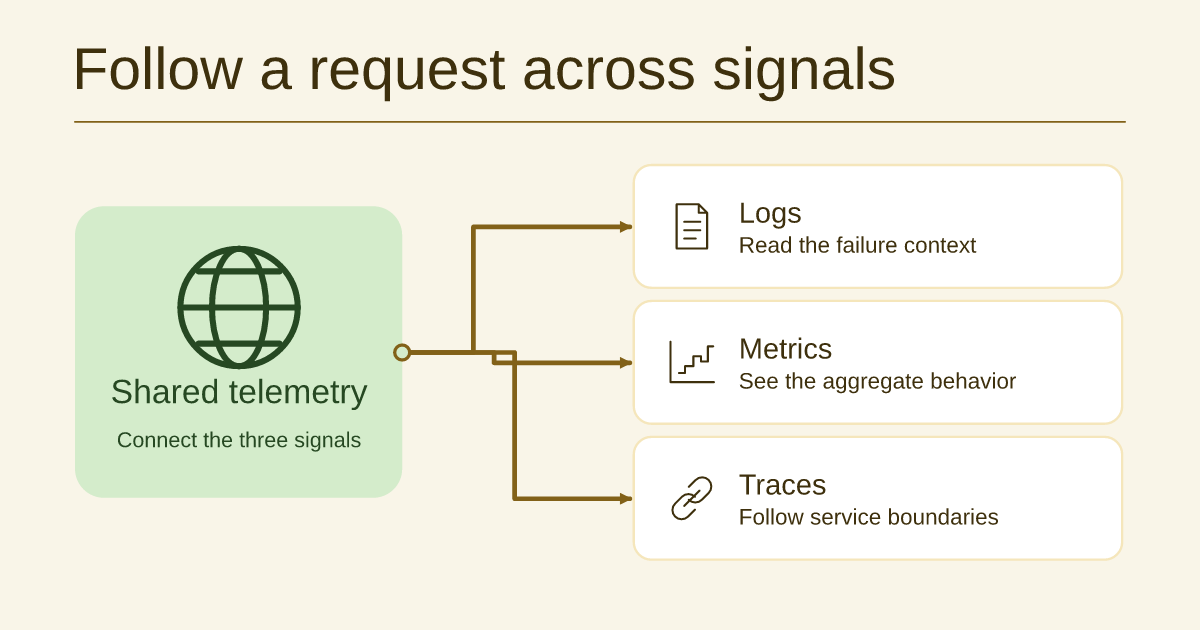 Follow a request across signals
Shared telemetry
Connect the three signals
Logs
Read the failure context
Metrics
See the aggregate behavior
Traces
Follow service boundaries